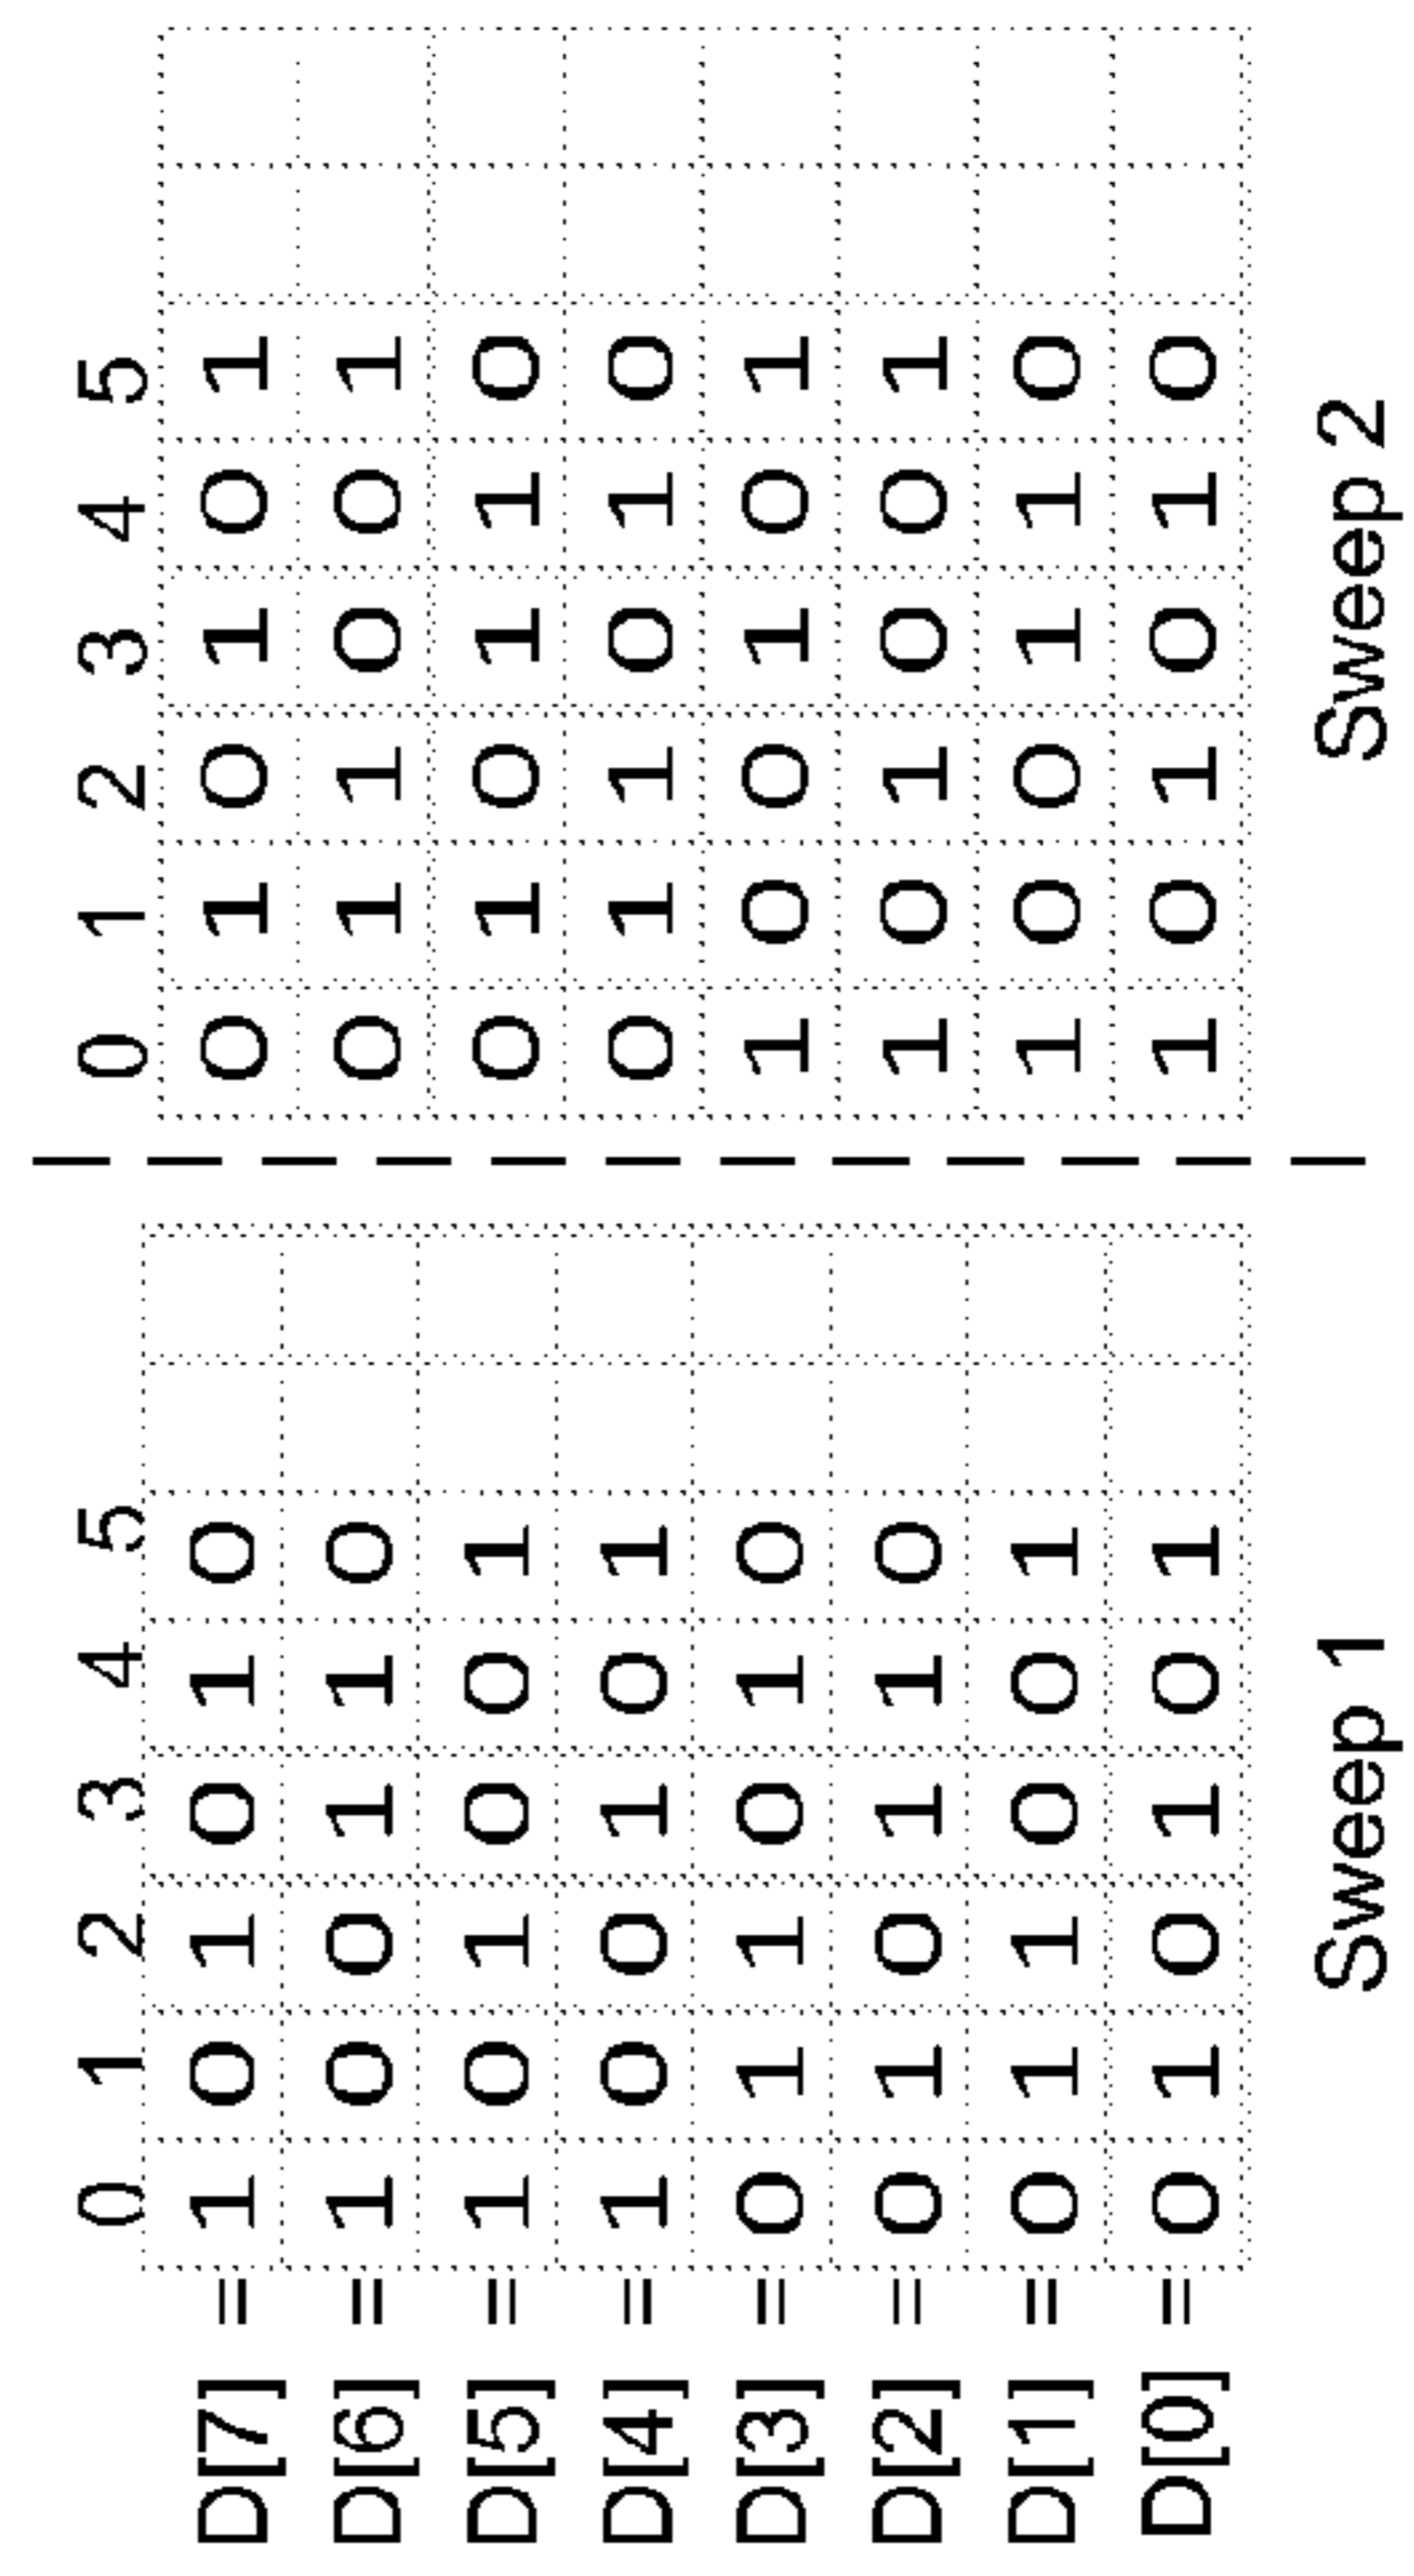 0 1 2 3 4 5 0 1 2 3 4 5
D[7] = 1 0 1 0 1 0 0 1 0 1 0 1
D[6] = 1 0 0 1 1 0 0 1 1 0 0 1
D[5] = 1 0 1 0 0 1 0 1 0 1 1 0
D[4] = 1 0 0 1 0 1 0 1 1 0 1 0
D[3] = 0 1 1 0 1 0 1 0 0 1 0 1
D[2] = 0 1 0 1 1 0 1 0 1 0 0 1
D[1] = 0 1 1 0 0 1 1 0 0 1 1 0
D[0] = 0 1 0 1 0 1 1 0 1 0 1 0
Sweep 1 Sweep 2